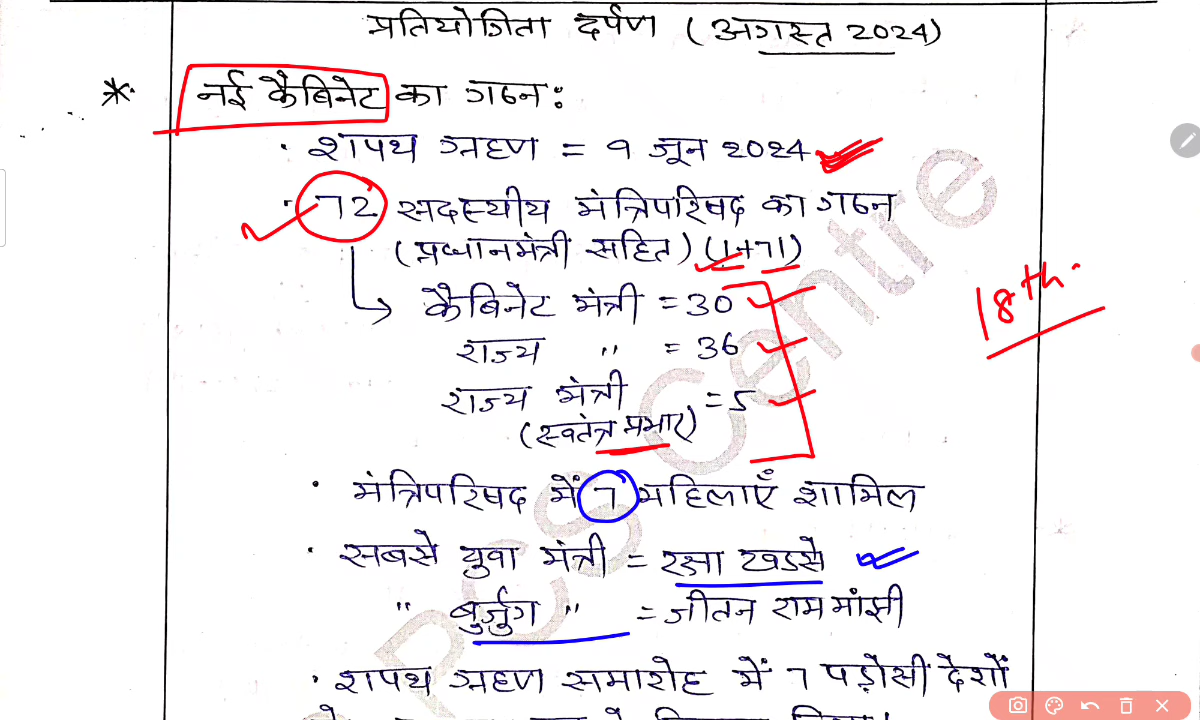 प्रतियोगिता दर्पण (अगस्त 2024)
* नई कैबिनेट का गठन:
· शपथ ग्रहण = 9 जून 2024
· 72 सदस्यीय मंत्रिपरिषद का गठन
(प्रधानमंत्री सहित) (1+71)
कैबिनेट मंत्री = 30
18th.
राज्य " = 36
राज्य मंत्री = 5
(स्वतंत्र प्रभार)
· मंत्रिपरिषद में 7 महिलाएँ शामिल
· सबसे युवा मंत्री = रक्षा खडसे
" बुर्जुग " = जीतन राम मांझी
· शपथ ग्रहण समारोह में 7 पड़ोसी देशों
PCS Centre